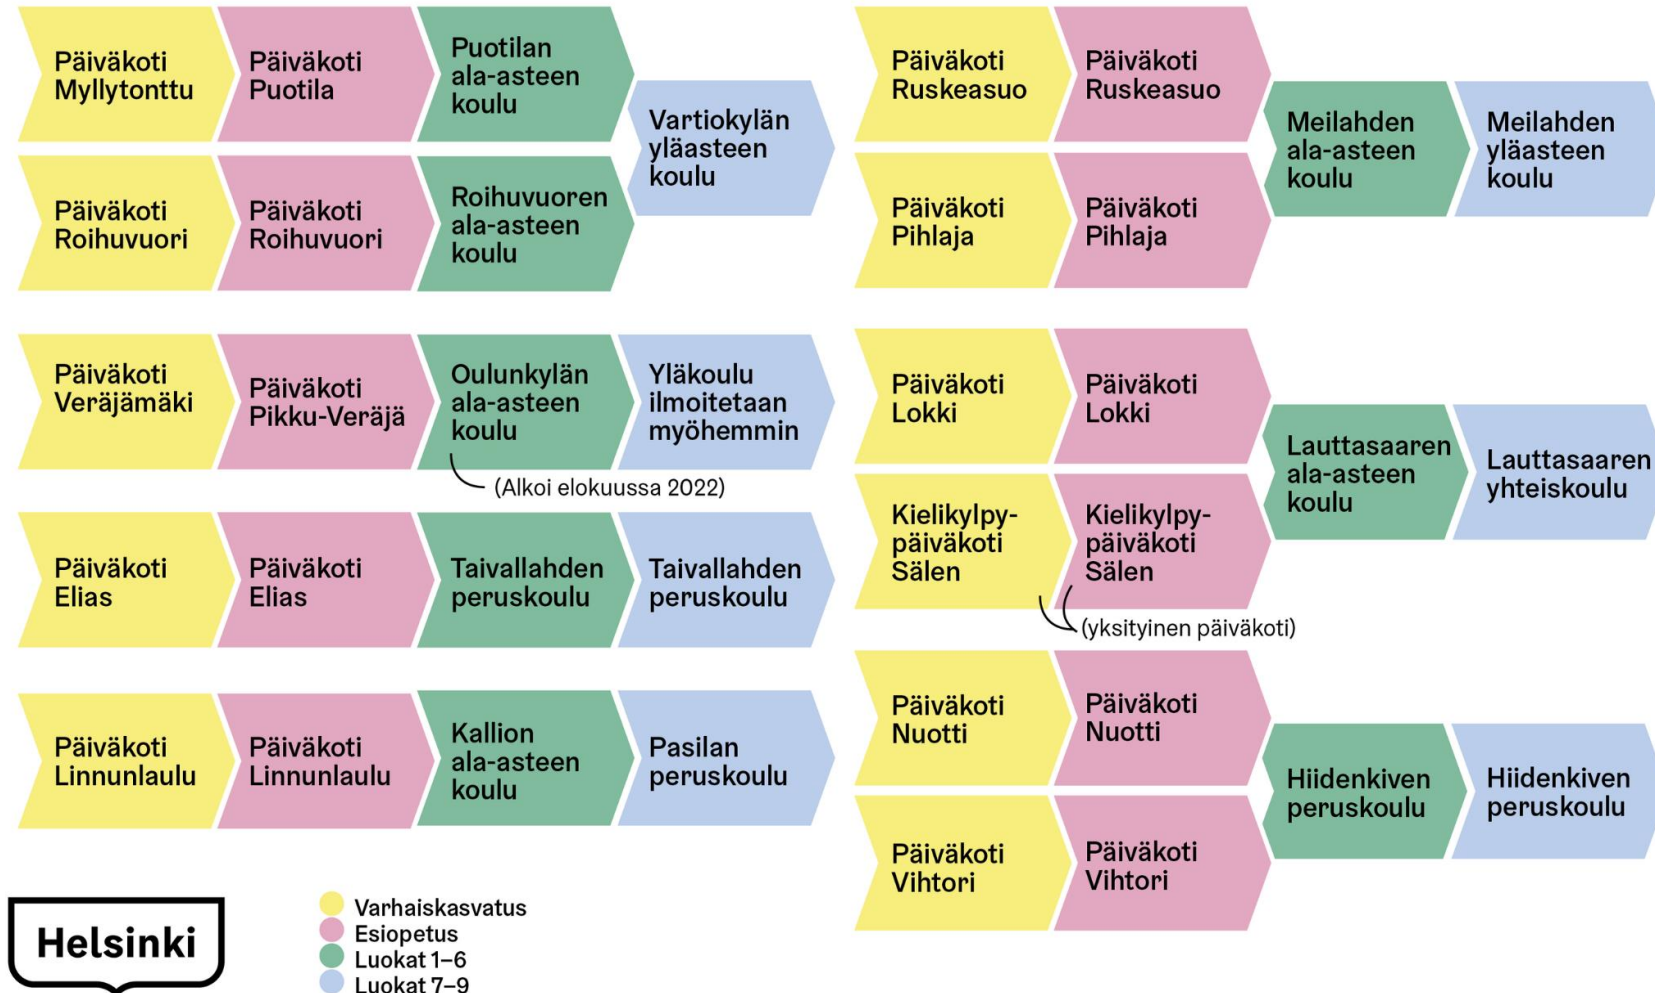 Päiväkoti
Myllytonttu
Päiväkoti
Puotila
Puotilan
ala-asteen
koulu
Päiväkoti
Roihuvuori
Päiväkoti
Roihuvuori
Roihuvuoren
ala-asteen
koulu
Vartiokylän
yläasteen
koulu
Päiväkoti
Veräjämäki
Päiväkoti
Pikku-Veräjä
Oulunkylän
ala-asteen
koulu
Yläkoulu
ilmoitetaan
myöhemmin
(Alkoi elokuussa 2022)
Päiväkoti
Elias
Päiväkoti
Elias
Taivallahden
peruskoulu
Taivallahden
peruskoulu
Päiväkoti
Linnunlaulu
Päiväkoti
Linnunlaulu
Kallion
ala-asteen
koulu
Pasilan
peruskoulu
Päiväkoti
Ruskeasuo
Päiväkoti
Ruskeasuo
Päiväkoti
Pihlaja
Päiväkoti
Pihlaja
Meilahden
ala-asteen
koulu
Meilahden
yläasteen
koulu
Päiväkoti
Lokki
Päiväkoti
Lokki
Kielikylpy-
päiväkoti
Sälen
Kielikylpy-
päiväkoti
Sälen
(yksityinen päiväkoti)
Lauttasaaren
ala-asteen
koulu
Lauttasaaren
yhteiskoulu
Päiväkoti
Nuotti
Päiväkoti
Nuotti
Päiväkoti
Vihtori
Päiväkoti
Vihtori
Hiidenkiven
peruskoulu
Hiidenkiven
peruskoulu
Helsinki
Varhaiskasvatus
Esiopetus
Luokat 1–6
Luokat 7–9